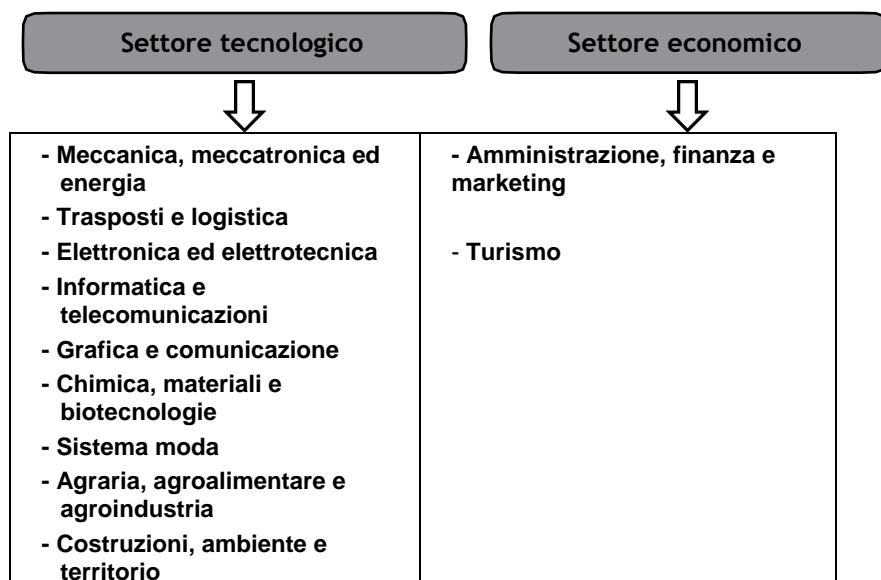 Settore tecnologico
Settore economico
- Meccanica, meccatronica ed
energia
- Trasposti e logistica
- Elettronica ed elettrotecnica
- Informatica e
telecomunicazioni
- Grafica e comunicazione
- Chimica, materiali e
biotecnologie
- Sistema moda
- Agraria, agroalimentare e
agroindustria
- Costruzioni, ambiente e
territorio
- Amministrazione, finanza e
marketing
- Turismo